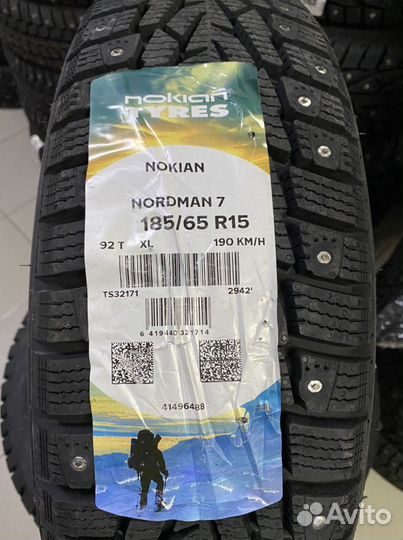 nokian
TYRES
NOKIAN
NORDMAN 7
185/65 R15
92 T XL 190 KM/H
TS32171 2942'
6 419440 321714
41496488
Avito